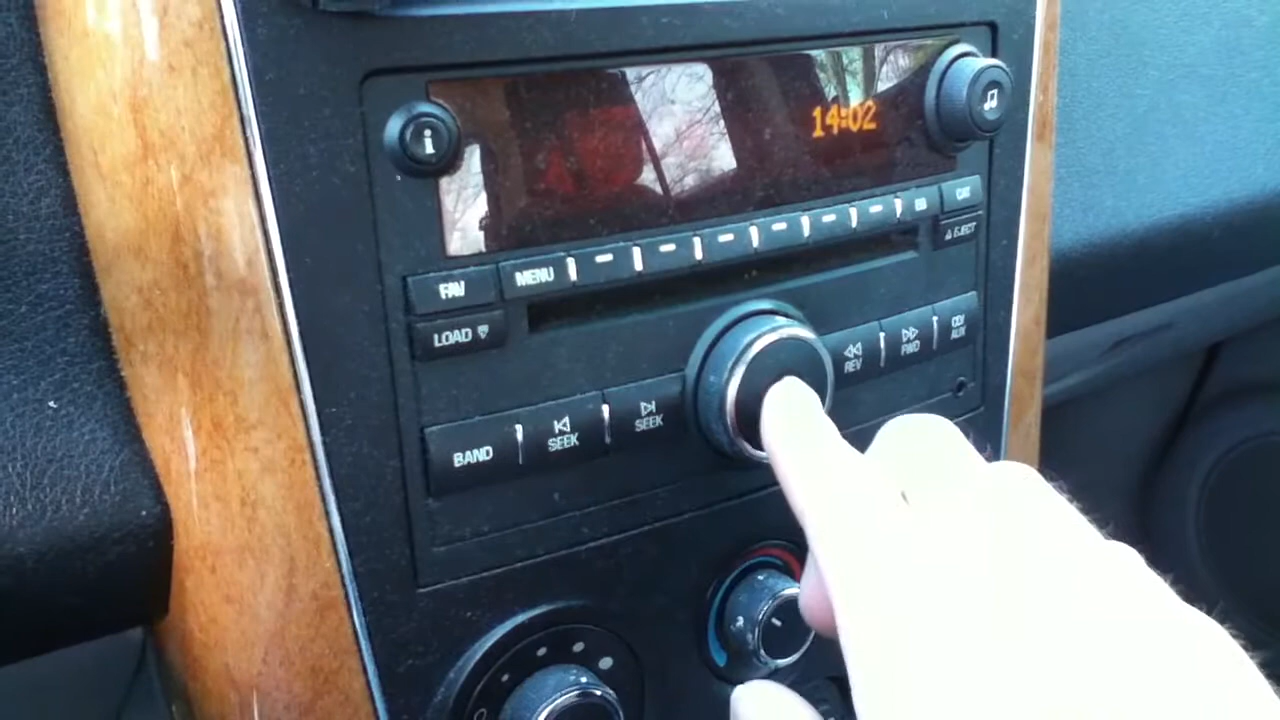 14:02
i
FAV
MENU
CAT
LOAD
EJECT
BAND
SEEK
SEEK
REV
FWD
CD/
AUX